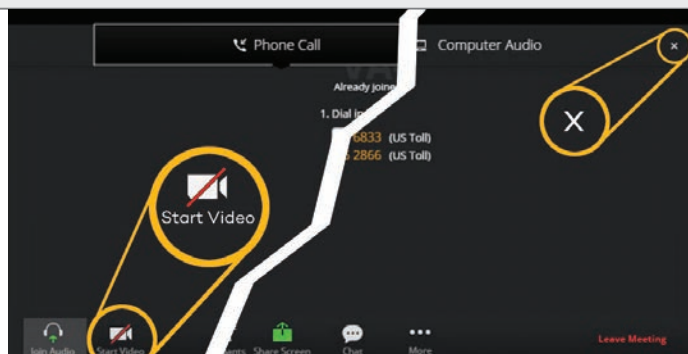 Phone Call
Computer Audio
Already joine
1. Dial in
6833 (US Toll)
2866 (US Toll)
X
Start Video
Join Audio
Start Video
Share Screen
Chat
More
Leave Meeting